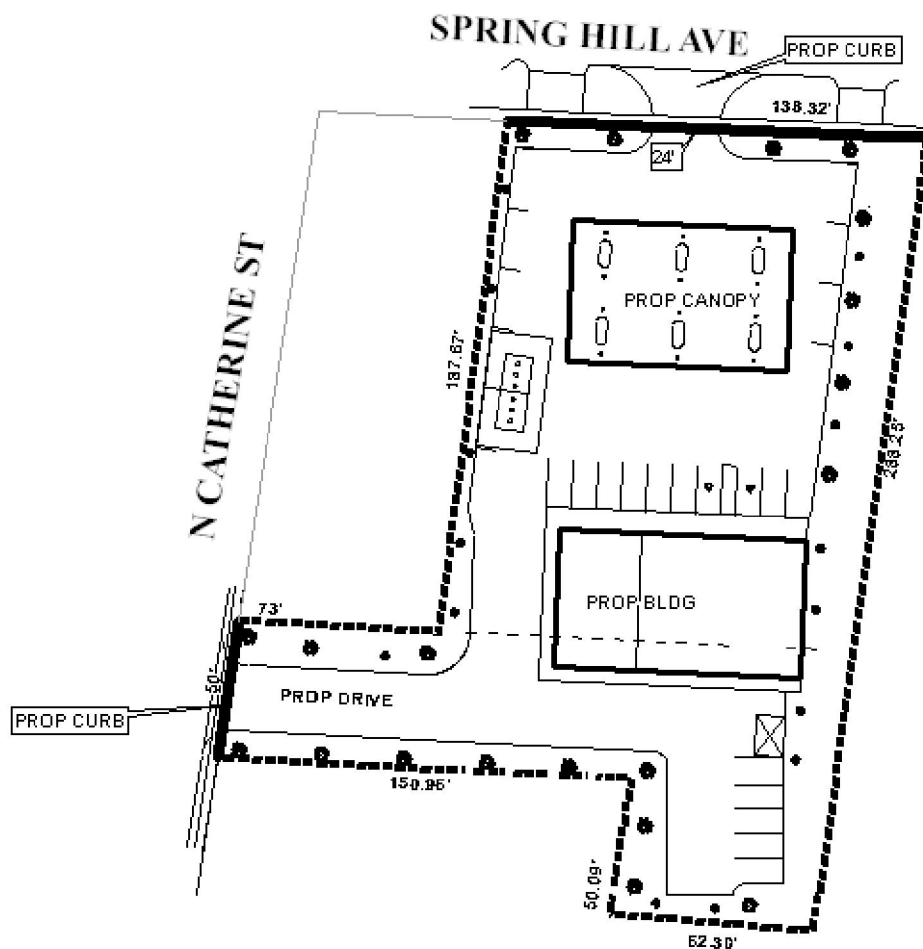 SPRING HILL AVE
PROP CURB
138.32'
24'
N CATHERINE ST
PROP CANOPY
187.67'
288.25'
PROP BLDG
73'
50'
PROP DRIVE
PROP CURB
150.95'
50.09'
62.30'